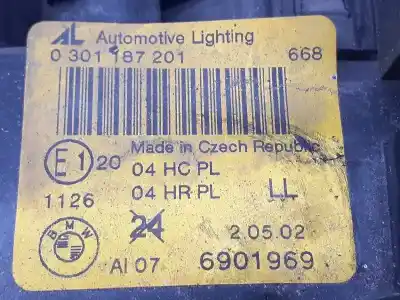 AL Automotive Lighting
0 301 187 201 668
Made in Czech Republic
E1 20 04 HC PL
04 HR PL LL
1126
BMW 24 2.05.02
AI 07 6901969